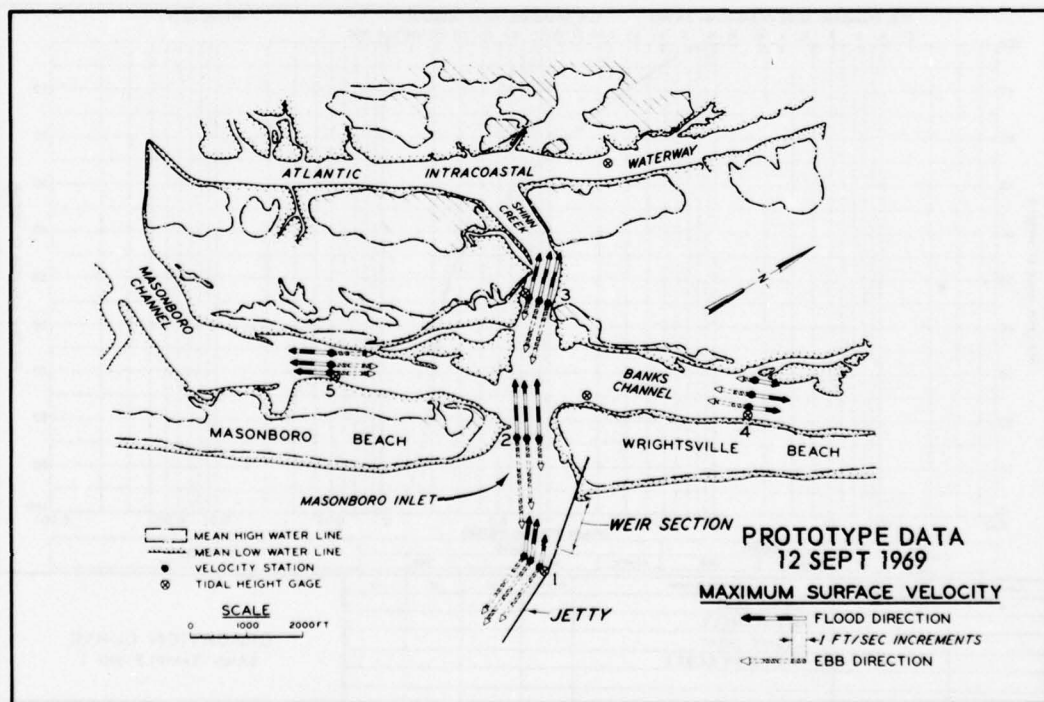 ATLANTIC INTRACOASTAL WATERWAY
SHINN CREEK
MASONBORO CHANNEL
3
BANKS CHANNEL
5
4
MASONBORO BEACH
2
WRIGHTSVILLE BEACH
MASONBORO INLET
WEIR SECTION
1
JETTY
MEAN HIGH WATER LINE
MEAN LOW WATER LINE
VELOCITY STATION
TIDAL HEIGHT GAGE
SCALE
0 1000 2000 FT
PROTOTYPE DATA
12 SEPT 1969
MAXIMUM SURFACE VELOCITY
FLOOD DIRECTION
1 FT/SEC INCREMENTS
EBB DIRECTION